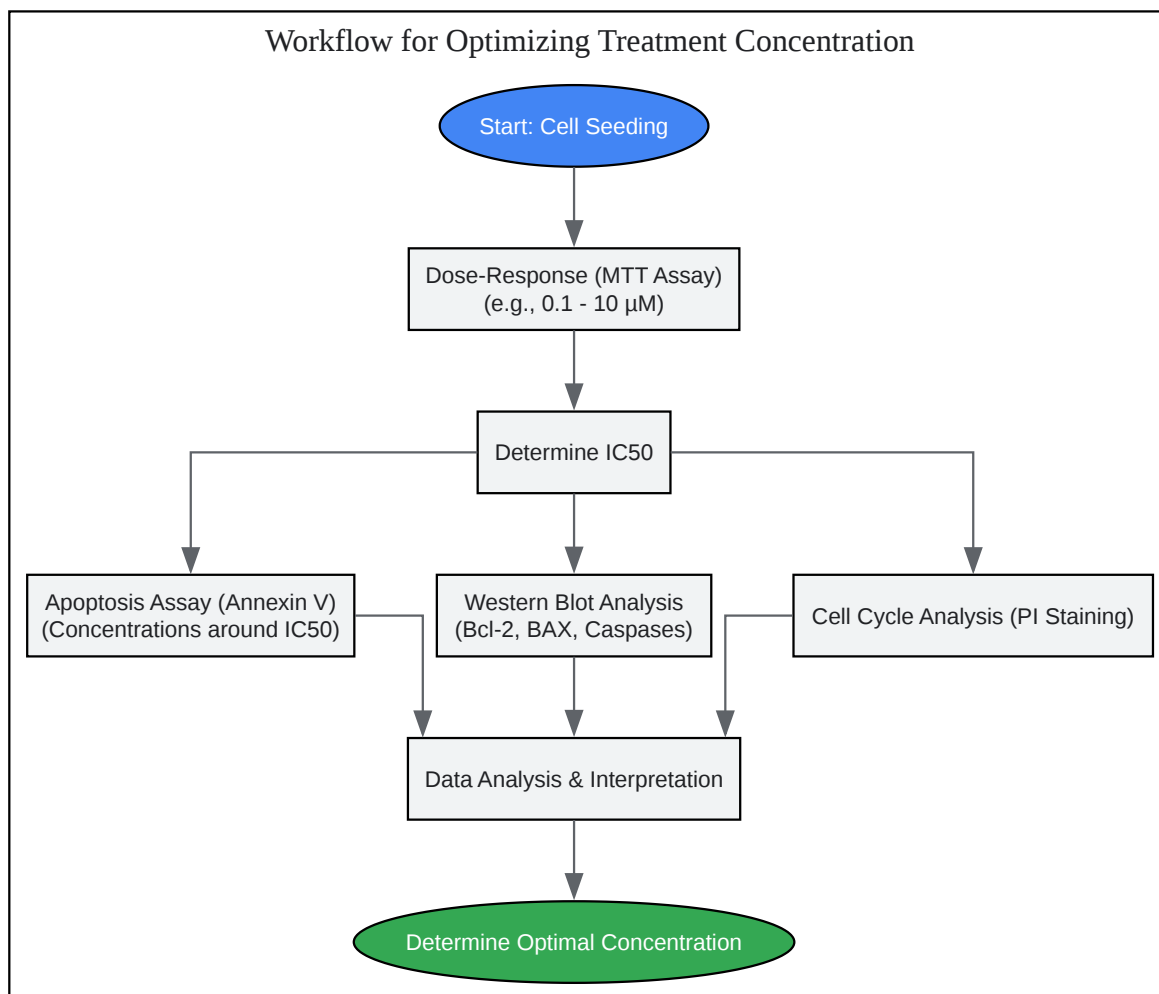 Workflow for Optimizing Treatment Concentration
Start: Cell Seeding
Dose-Response (MTT Assay)
(e.g., 0.1 - 10 µM)
Determine IC50
Apoptosis Assay (Annexin V)
(Concentrations around IC50)
Western Blot Analysis
(Bcl-2, BAX, Caspases)
Cell Cycle Analysis (PI Staining)
Data Analysis & Interpretation
Determine Optimal Concentration